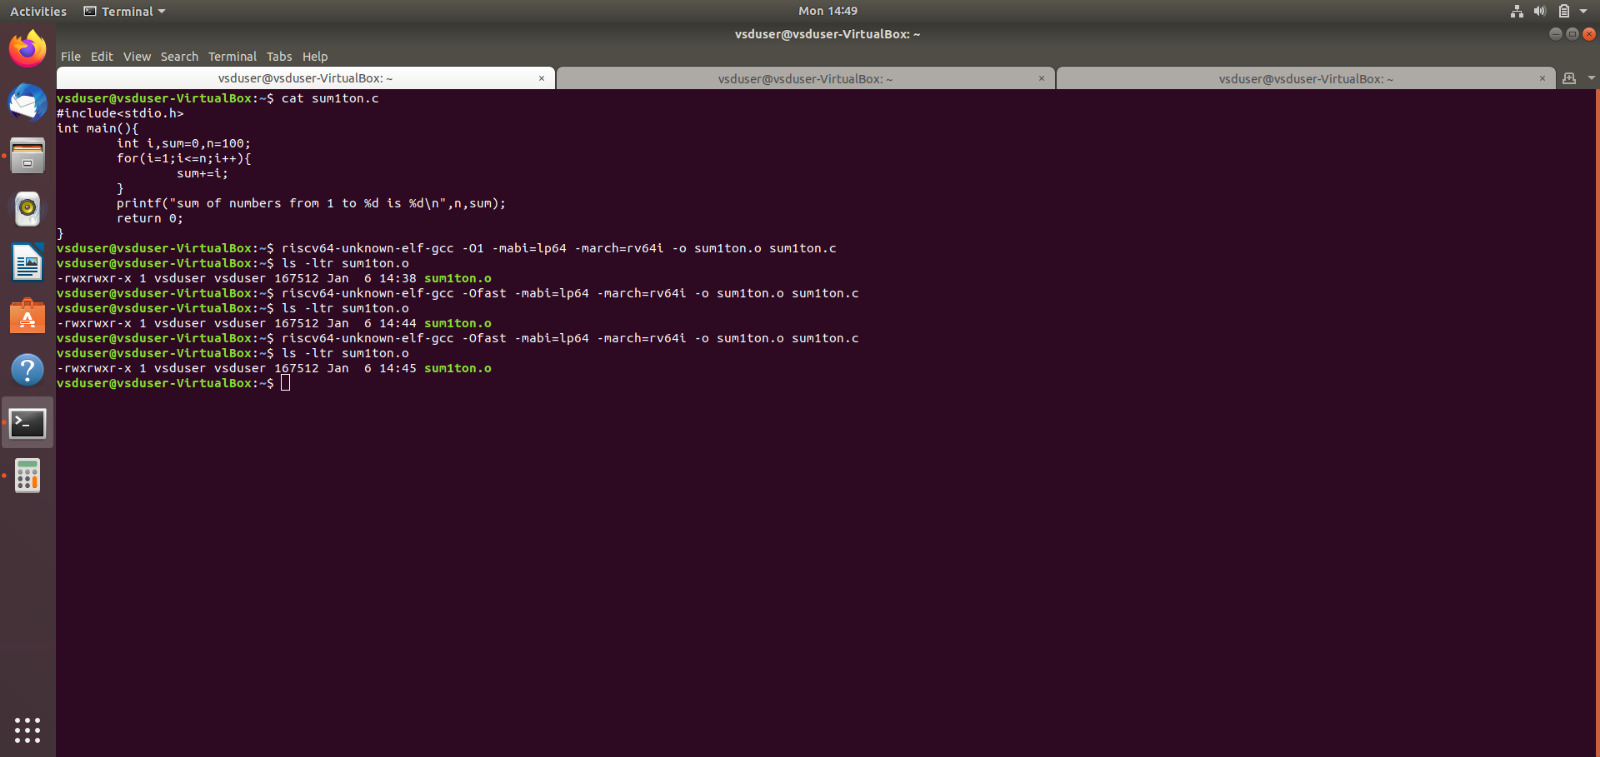 Activities Terminal Mon 14:49
vsduser@vsduser-VirtualBox: ~
File Edit View Search Terminal Tabs Help
vsduser@vsduser-VirtualBox: ~ × vsduser@vsduser-VirtualBox: ~ × vsduser@vsduser-VirtualBox: ~ ×
vsduser@vsduser-VirtualBox:~$ cat sum1ton.c
#include<stdio.h>
int main(){
        int i,sum=0,n=100;
        for(i=1;i<=n;i++){
                sum+=i;
        }
        printf("sum of numbers from 1 to %d is %d\n",n,sum);
        return 0;
}
vsduser@vsduser-VirtualBox:~$ riscv64-unknown-elf-gcc -O1 -mabi=lp64 -march=rv64i -o sum1ton.o sum1ton.c
vsduser@vsduser-VirtualBox:~$ ls -ltr sum1ton.o
-rwxrwxr-x 1 vsduser vsduser 167512 Jan  6 14:38 sum1ton.o
vsduser@vsduser-VirtualBox:~$ riscv64-unknown-elf-gcc -Ofast -mabi=lp64 -march=rv64i -o sum1ton.o sum1ton.c
vsduser@vsduser-VirtualBox:~$ ls -ltr sum1ton.o
-rwxrwxr-x 1 vsduser vsduser 167512 Jan  6 14:44 sum1ton.o
vsduser@vsduser-VirtualBox:~$ riscv64-unknown-elf-gcc -Ofast -mabi=lp64 -march=rv64i -o sum1ton.o sum1ton.c
vsduser@vsduser-VirtualBox:~$ ls -ltr sum1ton.o
-rwxrwxr-x 1 vsduser vsduser 167512 Jan  6 14:45 sum1ton.o
vsduser@vsduser-VirtualBox:~$